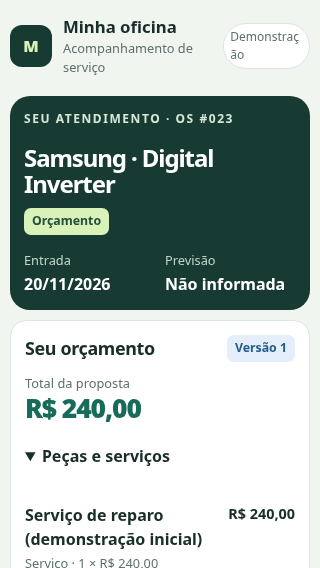 M
Minha oficina
Acompanhamento de
serviço
Demonstraç
ão
SEU ATENDIMENTO · OS #023
Samsung · Digital
Inverter
Orçamento
Entrada
20/11/2026
Previsão
Não informada
Seu orçamento
Versão 1
Total da proposta
R$ 240,00
▼ Peças e serviços
Serviço de reparo
(demonstração inicial)
R$ 240,00
Serviço · 1 × R$ 240,00